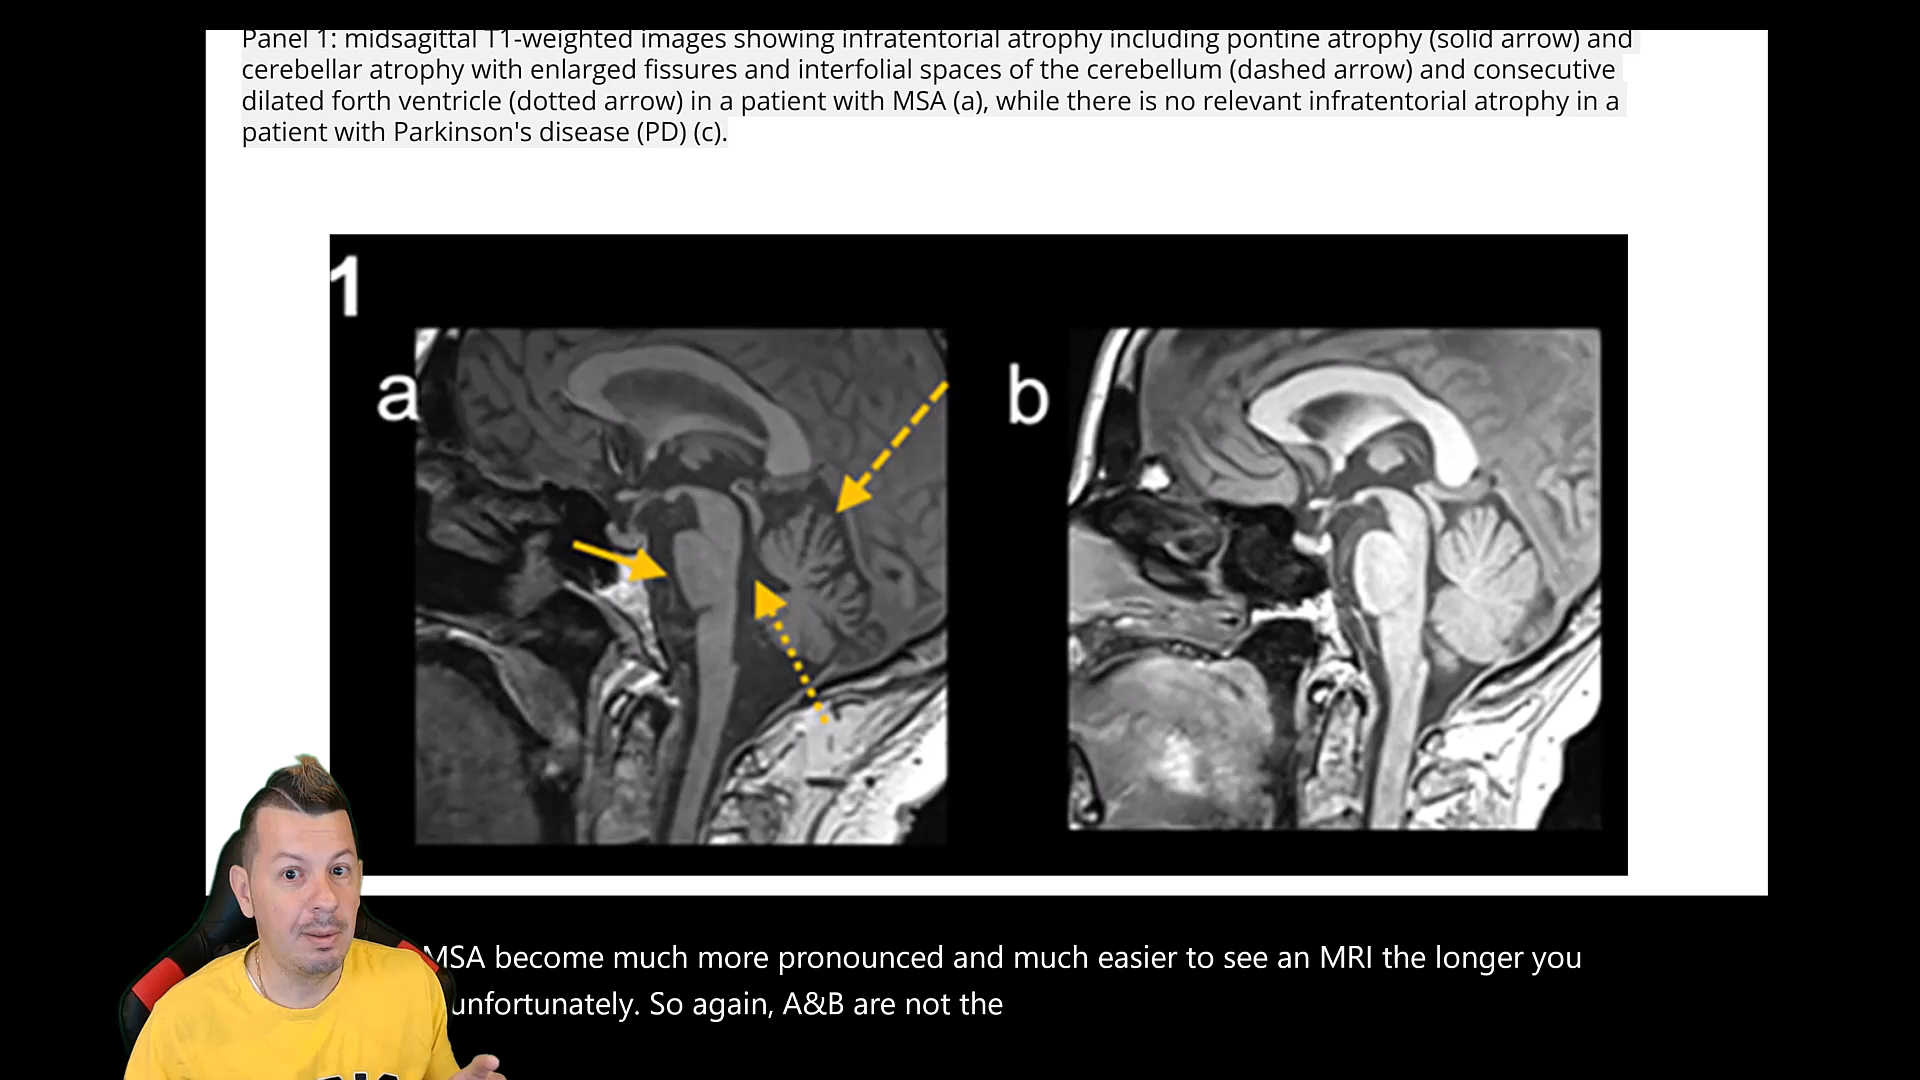 Panel 1: midsagittal T1-weighted images showing infratentorial atrophy including pontine atrophy (solid arrow) and
cerebellar atrophy with enlarged fissures and interfolial spaces of the cerebellum (dashed arrow) and consecutive
dilated forth ventricle (dotted arrow) in a patient with MSA (a), while there is no relevant infratentorial atrophy in a
patient with Parkinson's disease (PD) (c).
1
a
b
MSA become much more pronounced and much easier to see an MRI the longer you
unfortunately. So again, A&B are not the